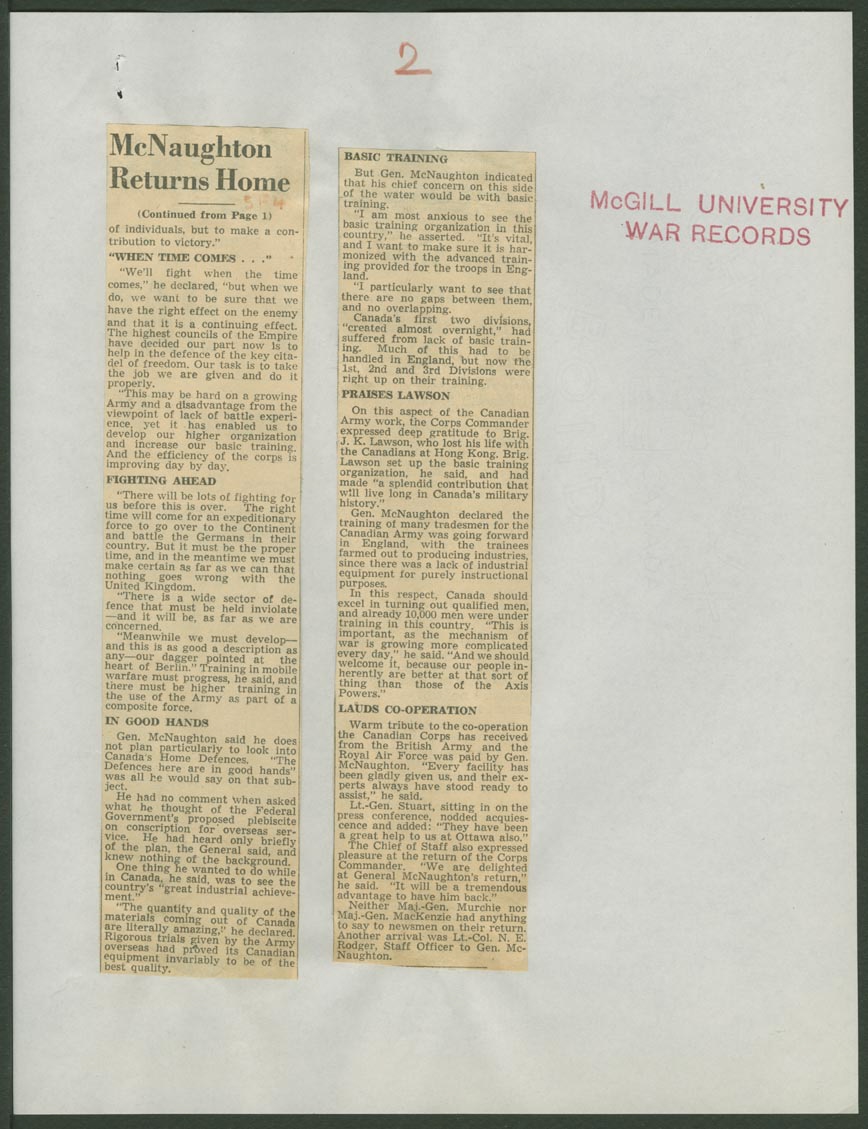 2
McNaughton
Returns Home
(Continued from Page 1)
of individuals, but to make a con-
tribution to victory."
"WHEN TIME COMES . . ."
"We'll fight when the time
comes," he declared, "but when we
do, we want to be sure that we
have the right effect on the enemy
and that it is a continuing effect.
The highest councils of the Empire
have decided our part now is to
help in the defence of the key cita-
del of freedom. Our task is to take
the job we are given and do it
properly.
"This may be hard on a growing
Army and a disadvantage from the
viewpoint of lack of battle experi-
ence, yet it has enabled us to
develop our higher organization
and increase our basic training.
And the efficiency of the corps is
improving day by day.
FIGHTING AHEAD
"There will be lots of fighting for
us before this is over. The right
time will come for an expeditionary
force to go over to the Continent
and battle the Germans in their
country. But it must be the proper
time, and in the meantime we must
make certain as far as we can that
nothing goes wrong with the
United Kingdom.
"There is a wide sector of de-
fence that must be held inviolate
—and it will be, as far as we are
concerned.
"Meanwhile we must develop—
and this is as good a description as
any—our dagger pointed at the
heart of Berlin." Training in mobile
warfare must progress, he said, and
there must be higher training in
the use of the Army as part of a
composite force.
IN GOOD HANDS
Gen. McNaughton said he does
not plan particularly to look into
Canada's Home Defences. "The
Defences here are in good hands"
was all he would say on that sub-
ject.
He had no comment when asked
what he thought of the Federal
Government's proposed plebiscite
on conscription for overseas ser-
vice. He had heard only briefly
of the plan, the General said, and
knew nothing of the background.
One thing he wanted to do while
in Canada, he said, was to see the
country's "great industrial achieve-
ment."
"The quantity and quality of the
materials coming out of Canada
are literally amazing," he declared.
Rigorous trials given by the Army
overseas had proved its Canadian
equipment invariably to be of the
best quality.
BASIC TRAINING
But Gen. McNaughton indicated
that his chief concern on this side
of the water would be with basic
training.
"I am most anxious to see the
basic training organization in this
country," he asserted. "It's vital,
and I want to make sure it is har-
monized with the advanced train-
ing provided for the troops in Eng-
land.
"I particularly want to see that
there are no gaps between them,
and no overlapping.
Canada's first two divisions,
"created almost overnight," had
suffered from lack of basic train-
ing. Much of this had to be
handled in England, but now the
1st, 2nd and 3rd Divisions were
right up on their training.
PRAISES LAWSON
On this aspect of the Canadian
Army work, the Corps Commander
expressed deep gratitude to Brig.
J. K. Lawson, who lost his life with
the Canadians at Hong Kong. Brig.
Lawson set up the basic training
organization, he said, and had
made "a splendid contribution that
will live long in Canada's military
history."
Gen. McNaughton declared the
training of many tradesmen for the
Canadian Army was going forward
in England, with the trainees
farmed out to producing industries,
since there was a lack of industrial
equipment for purely instructional
purposes.
In this respect, Canada should
excel in turning out qualified men,
and already 10,000 men were under
training in this country. "This is
important, as the mechanism of
war is growing more complicated
every day," he said. "And we should
welcome it, because our people in-
herently are better at that sort of
thing than those of the Axis
Powers."
LAUDS CO-OPERATION
Warm tribute to the co-operation
the Canadian Corps has received
from the British Army and the
Royal Air Force was paid by Gen.
McNaughton. "Every facility has
been gladly given us, and their ex-
perts always have stood ready to
assist," he said.
Lt.-Gen. Stuart, sitting in on the
press conference, nodded acquies-
cence and added: "They have been
a great help to us at Ottawa also."
The Chief of Staff also expressed
pleasure at the return of the Corps
Commander. "We are delighted
at General McNaughton's return,"
he said. "It will be a tremendous
advantage to have him back."
Neither Maj.-Gen. Murchie nor
Maj.-Gen. MacKenzie had anything
to say to newsmen on their return.
Another arrival was Lt.-Col. N. E.
Rodger, Staff Officer to Gen. Mc-
Naughton.
McGILL UNIVERSITY
WAR RECORDS